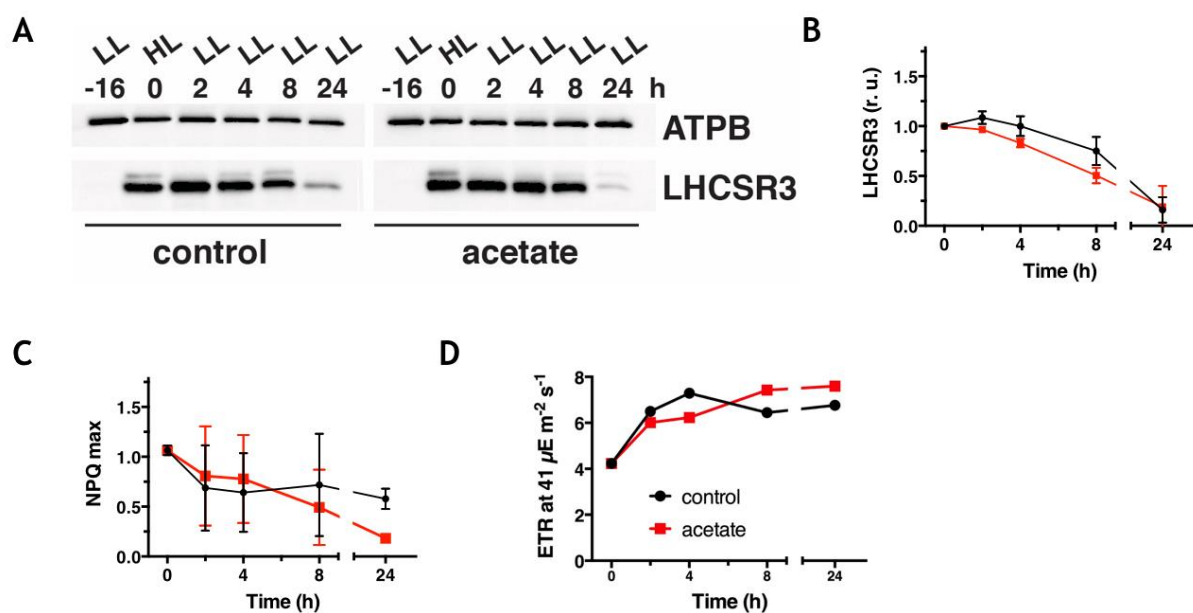 A
LL HL LL LL LL LL LL HL LL LL LL LL
-16 0 2 4 8 24 -16 0 2 4 8 24 h
ATPB
LHCSR3
control acetate
B
LHCSR3 (r. u.)
1.5
1.0
0.5
0.0
0 4 8 24
Time (h)
C
NPQ max
1.5
1.0
0.5
0.0
0 4 8 24
Time (h)
D
ETR at 41 µE m-2 s-1
8
6
4
2
0
control
acetate
0 4 8 24
Time (h)